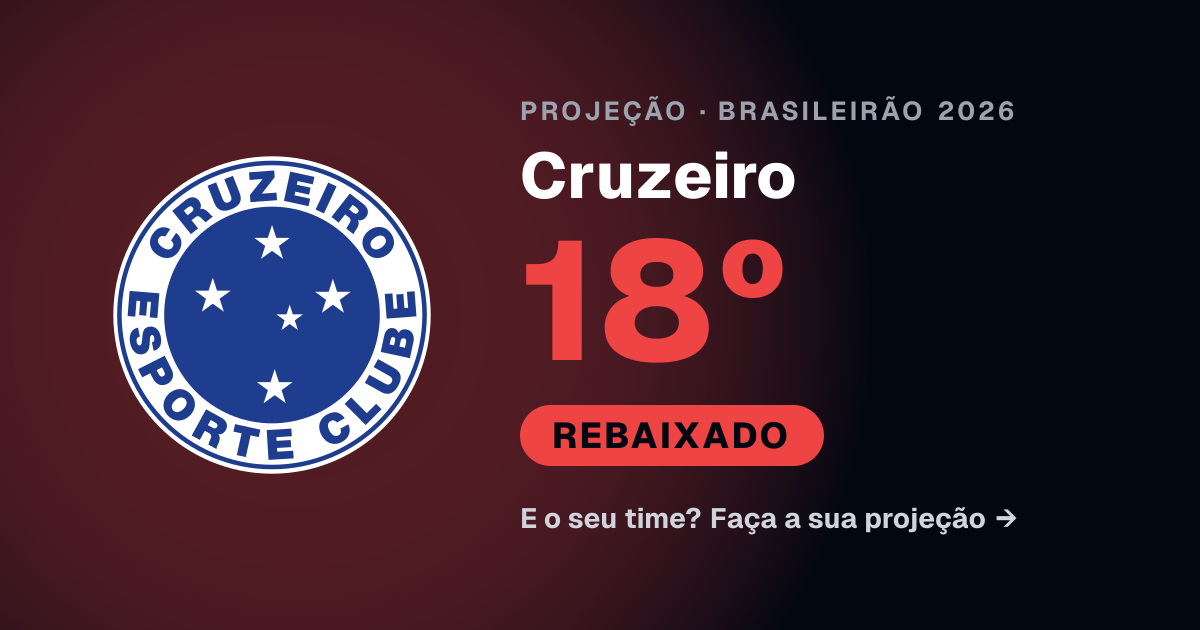 CRUZEIRO
ESPORTE CLUBE
PROJEÇÃO · BRASILEIRÃO 2026
Cruzeiro
18º
REBAIXADO
E o seu time? Faça a sua projeção →